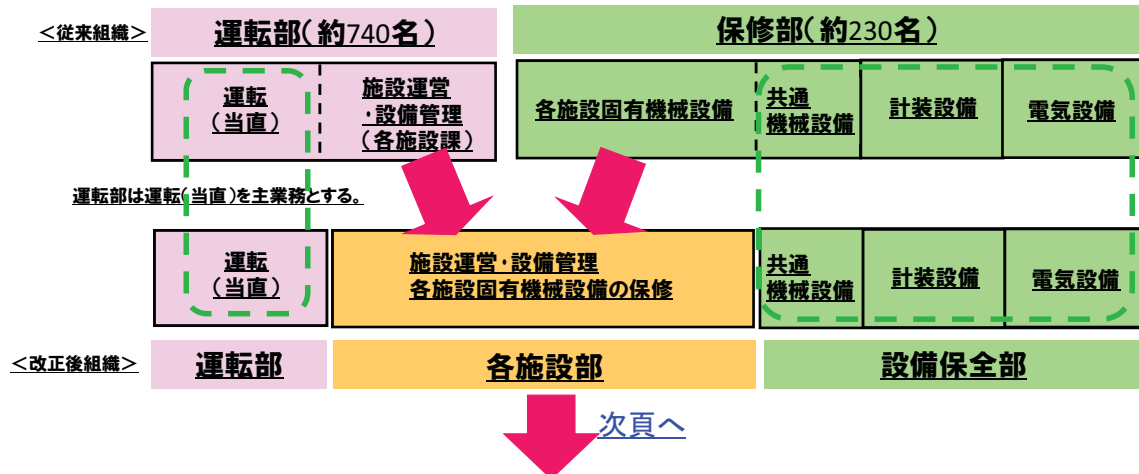 <従来組織>
運転部(約740名)
保修部(約230名)
運転
(当直)
施設運営
・設備管理
(各施設課)
各施設固有機械設備
共通
機械設備
計装設備
電気設備
運転部は運転(当直)を主業務とする。
運転
(当直)
施設運営・設備管理
各施設固有機械設備の保修
共通
機械設備
計装設備
電気設備
<改正後組織>
運転部
各施設部
設備保全部
次頁へ